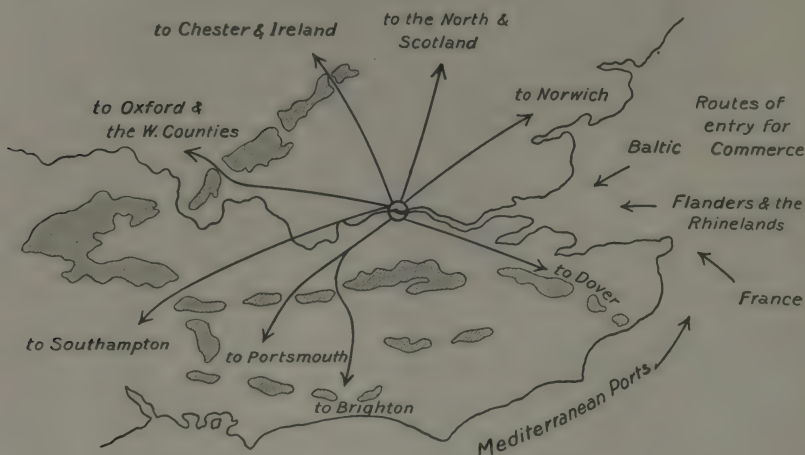 to Chester & Ireland
to the North &
Scotland
to Oxford &
the W. Counties
to Norwich
Routes of
entry for
Commerce
Baltic
Flanders & the
Rhinelands
France
to Dover
to Southampton
to Portsmouth
to Brighton
Mediterranean Ports